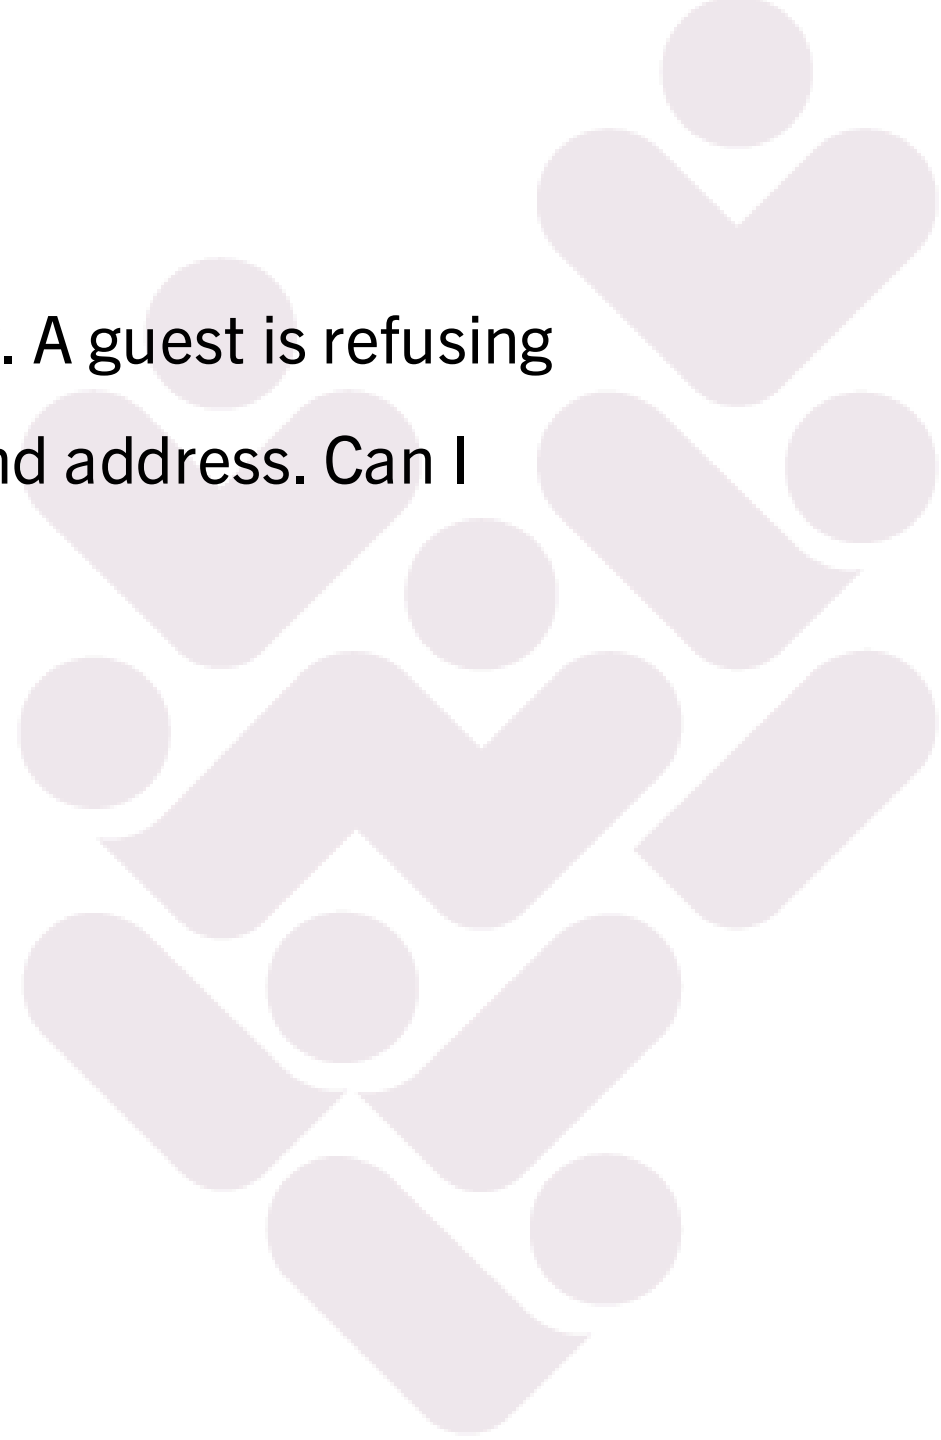 . A guest is refusing
nd address. Can I